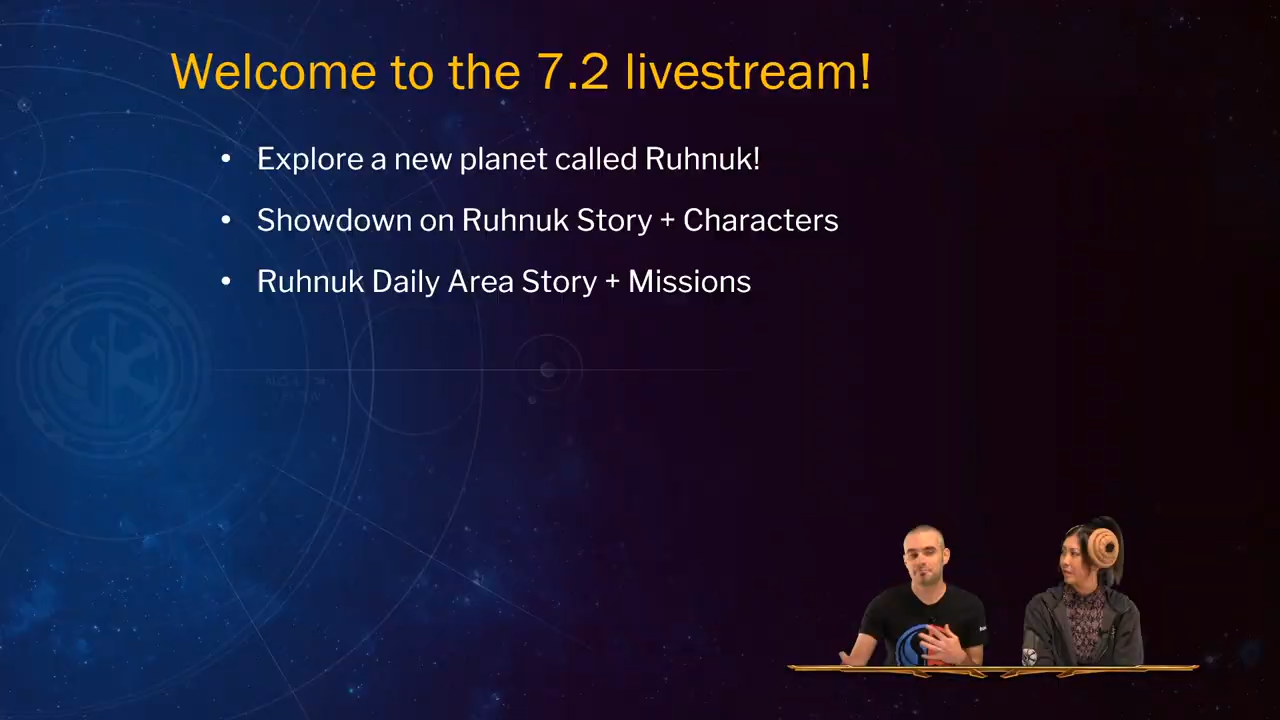 Welcome to the 7.2 livestream!
• Explore a new planet called Ruhnuk!
• Showdown on Ruhnuk Story + Characters
• Ruhnuk Daily Area Story + Missions